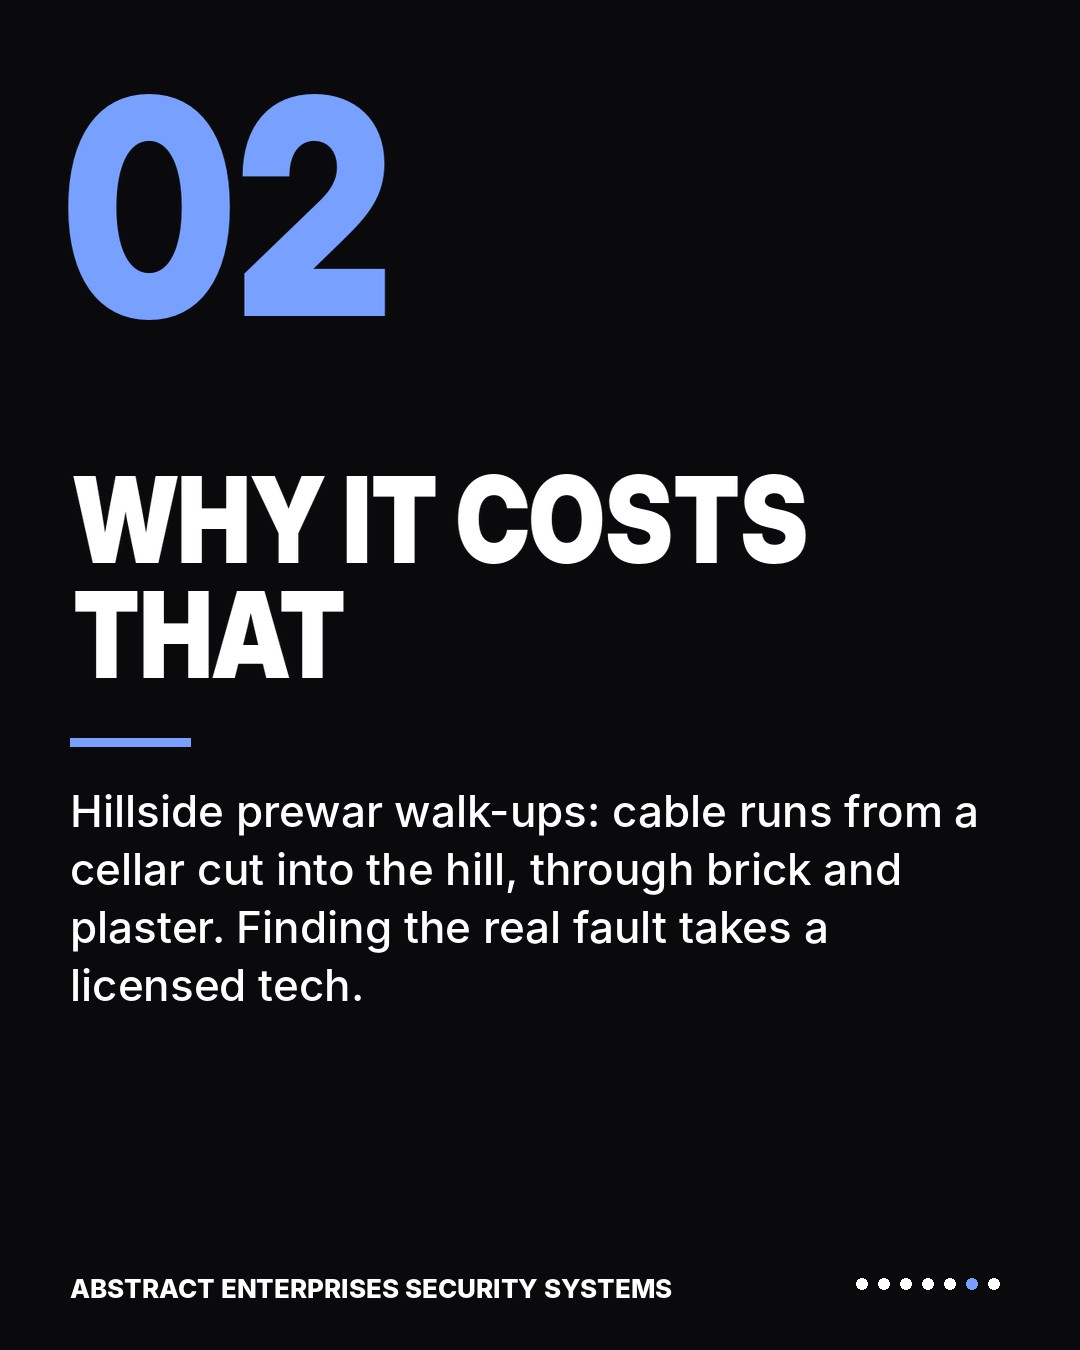 02
WHY IT COSTS
THAT
Hillside prewar walk-ups: cable runs from a
cellar cut into the hill, through brick and
plaster. Finding the real fault takes a
licensed tech.
ABSTRACT ENTERPRISES SECURITY SYSTEMS